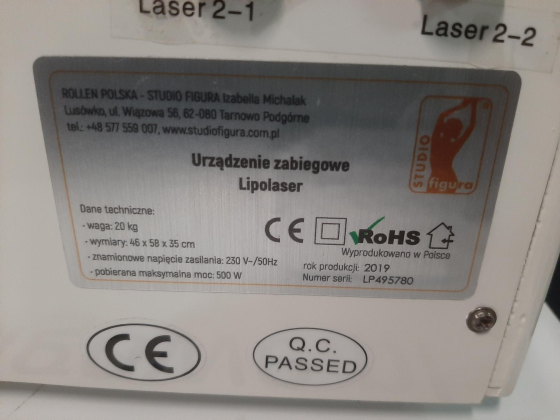 Laser 2-1
Laser 2-2
ROLLEN POLSKA - STUDIO FIGURA Izabella Michalak
Lusówko, ul. Wiązowa 56, 62-080 Tarnowo Podgórne
tel.: +48 577 559 007, www.studiofigura.com.pl
STUDIO
figura
Urządzenie zabiegowe
Lipolaser
Dane techniczne:
- waga: 20 kg
- wymiary: 46 x 58 x 35 cm
- znamionowe napięcie zasilania: 230 V~/50Hz
- pobierana maksymalna moc: 500 W
CE
RoHS
Wyprodukowano w Polsce
rok produkcji: 2019
Numer serii: LP495780
CE
Q.C.
PASSED